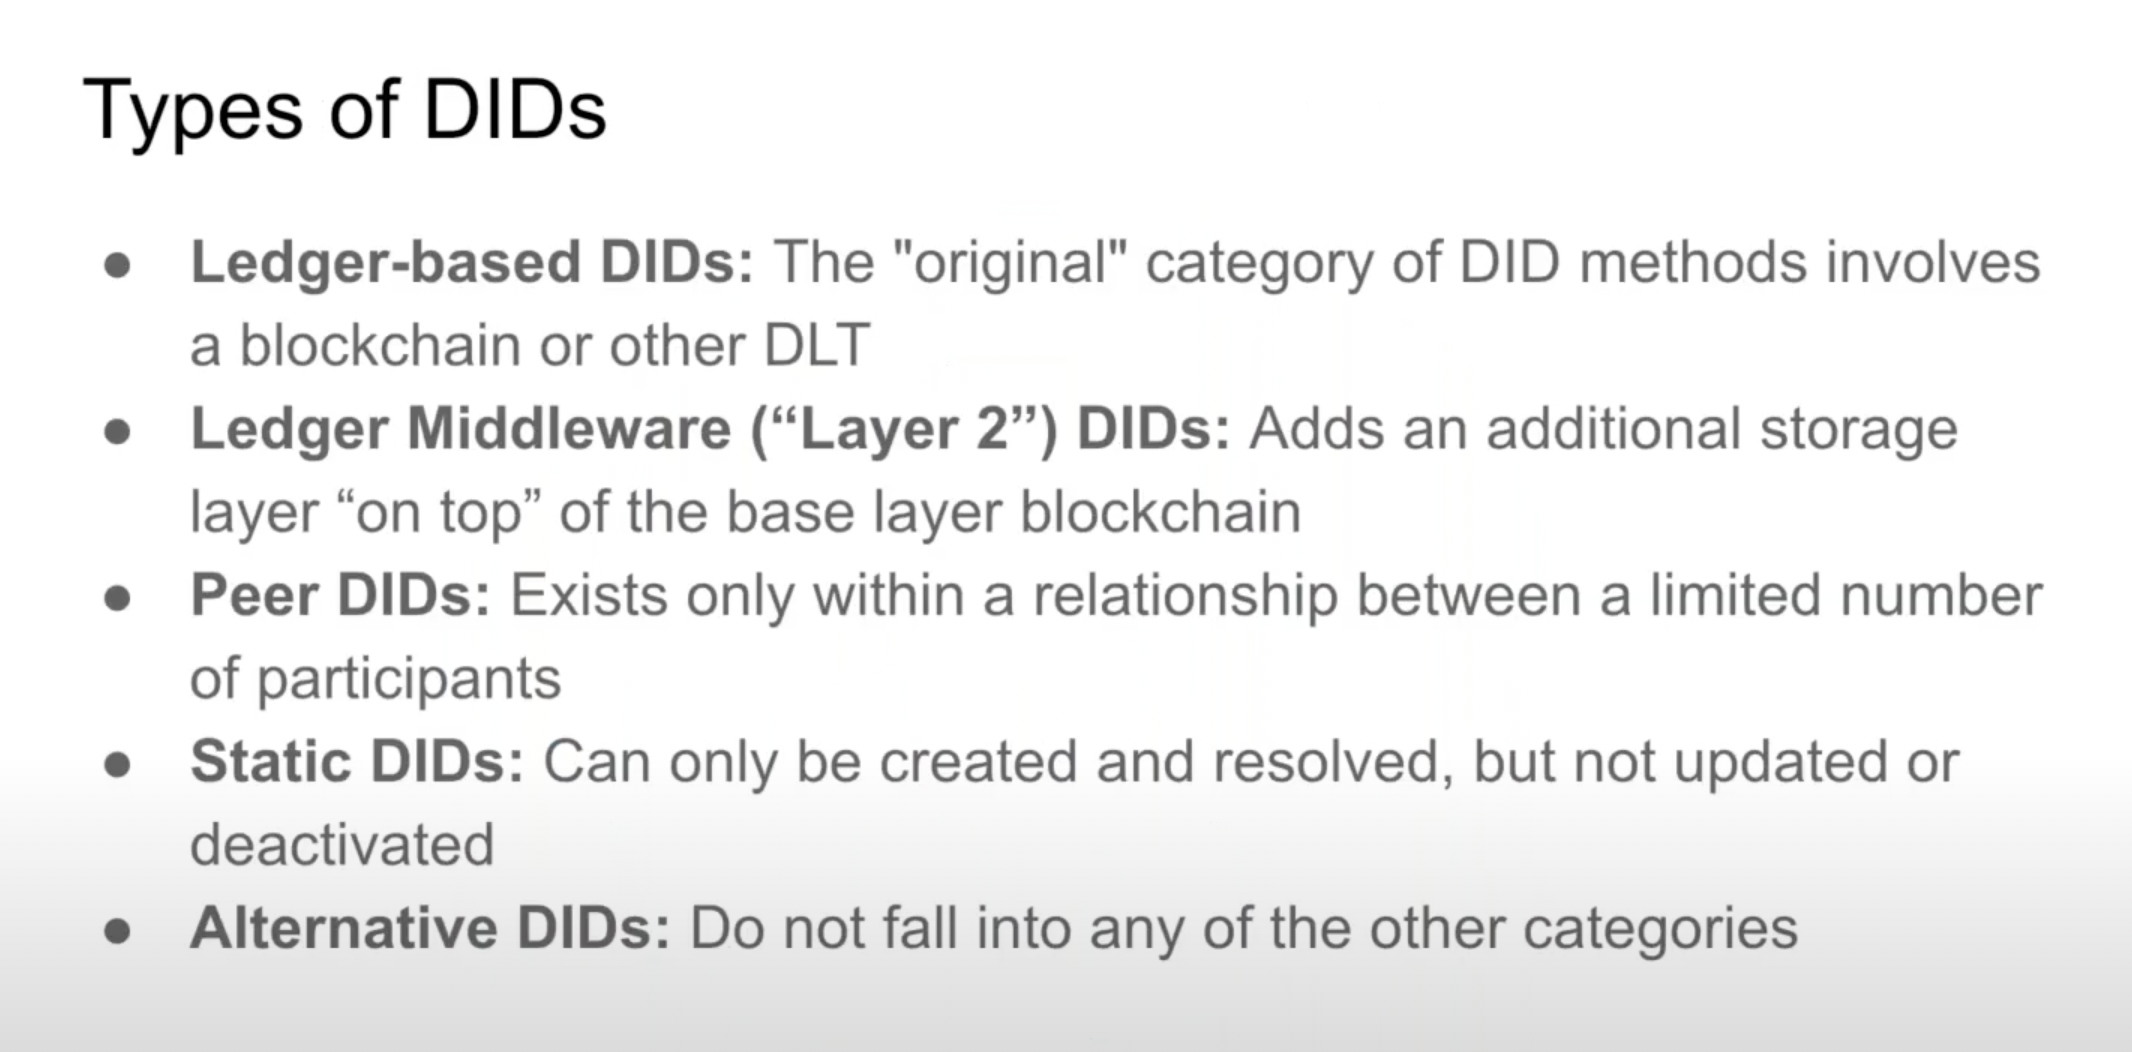 Types of DIDs
● Ledger-based DIDs: The "original" category of DID methods involves
a blockchain or other DLT
● Ledger Middleware (“Layer 2”) DIDs: Adds an additional storage
layer “on top” of the base layer blockchain
● Peer DIDs: Exists only within a relationship between a limited number
of participants
● Static DIDs: Can only be created and resolved, but not updated or
deactivated
● Alternative DIDs: Do not fall into any of the other categories